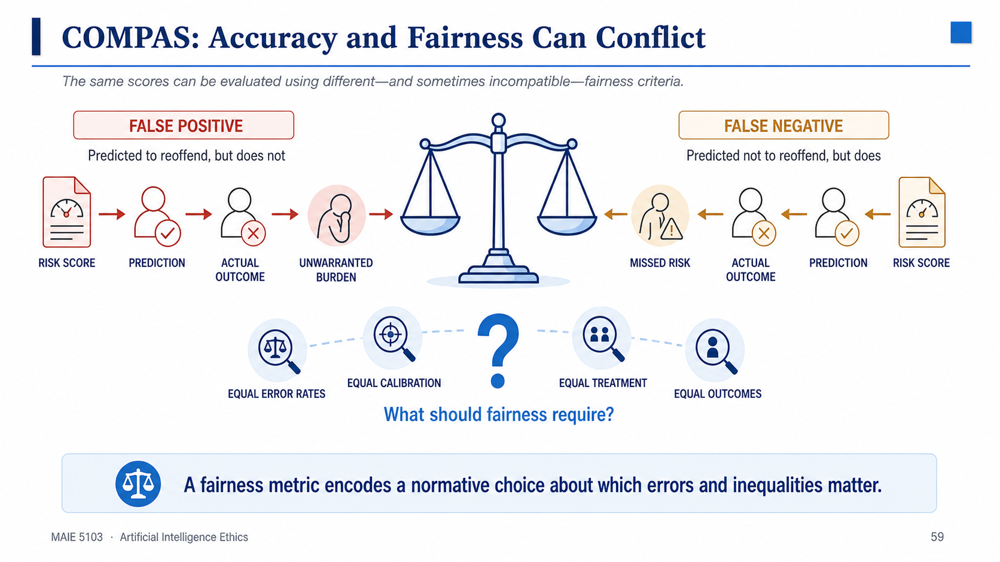 COMPAS: Accuracy and Fairness Can Conflict
The same scores can be evaluated using different—and sometimes incompatible—fairness criteria.
FALSE POSITIVE
Predicted to reoffend, but does not
RISK SCORE
PREDICTION
ACTUAL
OUTCOME
UNWARRANTED
BURDEN
FALSE NEGATIVE
Predicted not to reoffend, but does
MISSED RISK
ACTUAL
OUTCOME
PREDICTION
RISK SCORE
EQUAL ERROR RATES
EQUAL CALIBRATION
?
EQUAL TREATMENT
EQUAL OUTCOMES
What should fairness require?
A fairness metric encodes a normative choice about which errors and inequalities matter.
MAIE 5103 · Artificial Intelligence Ethics
59